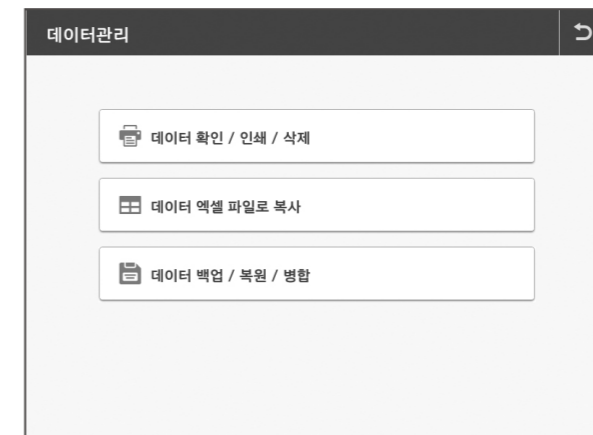 데이터관리
데이터 확인 / 인쇄 / 삭제
데이터 엑셀 파일로 복사
데이터 백업 / 복원 / 병합